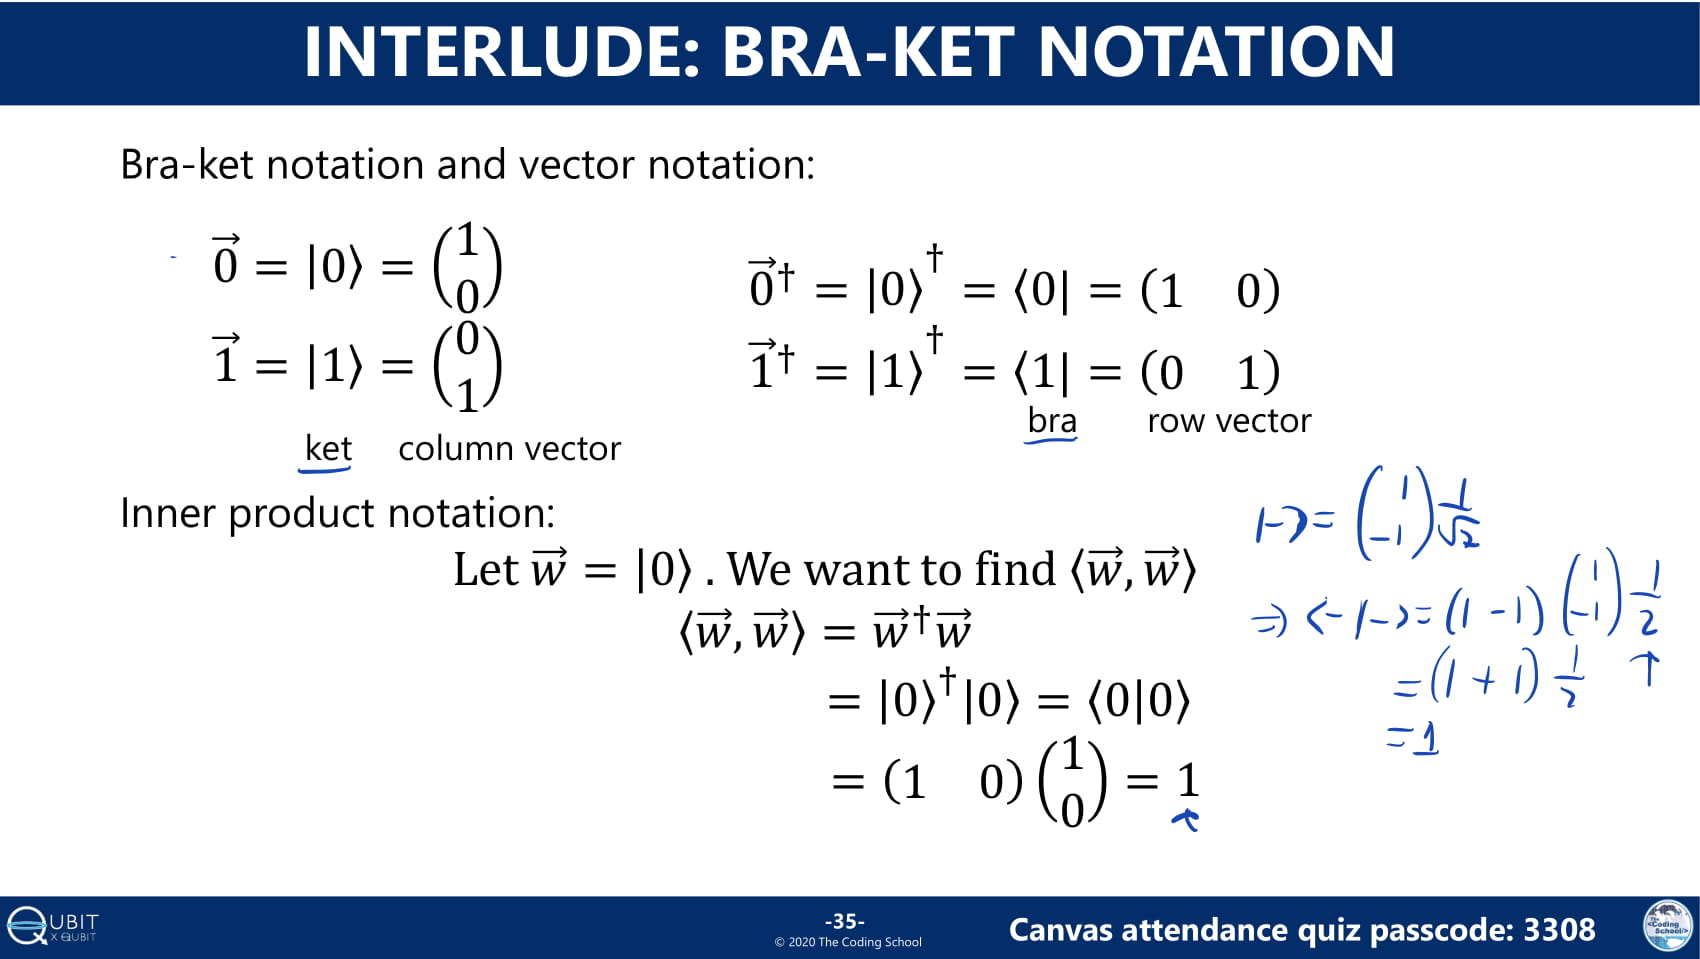 INTERLUDE: BRA-KET NOTATION
Bra-ket notation and vector notation:
$\vec{0} = |0\rangle = \begin{pmatrix} 1 \\ 0 \end{pmatrix}$
$\vec{1} = |1\rangle = \begin{pmatrix} 0 \\ 1 \end{pmatrix}$
ket column vector
$\vec{0}^\dagger = |0\rangle^\dagger = \langle 0| = (1 \quad 0)$
$\vec{1}^\dagger = |1\rangle^\dagger = \langle 1| = (0 \quad 1)$
bra row vector
Inner product notation:
Let $\vec{w} = |0\rangle$ . We want to find $\langle \vec{w}, \vec{w} \rangle$
$\langle \vec{w}, \vec{w} \rangle = \vec{w}^\dagger \vec{w}$
$= |0\rangle^\dagger |0\rangle = \langle 0|0\rangle$
$= (1 \quad 0) \begin{pmatrix} 1 \\ 0 \end{pmatrix} = 1$
$|-\rangle = \begin{pmatrix} 1 \\ -1 \end{pmatrix} \frac{1}{\sqrt{2}}$
$\Rightarrow \langle -|-\rangle = (1 \; -1) \begin{pmatrix} 1 \\ -1 \end{pmatrix} \frac{1}{2}$
$= (1 + 1) \frac{1}{2}$ ↑
$= 1$
QUBIT
X QUBIT
-35-
© 2020 The Coding School
Canvas attendance quiz passcode: 3308
The
<Coding
School/>